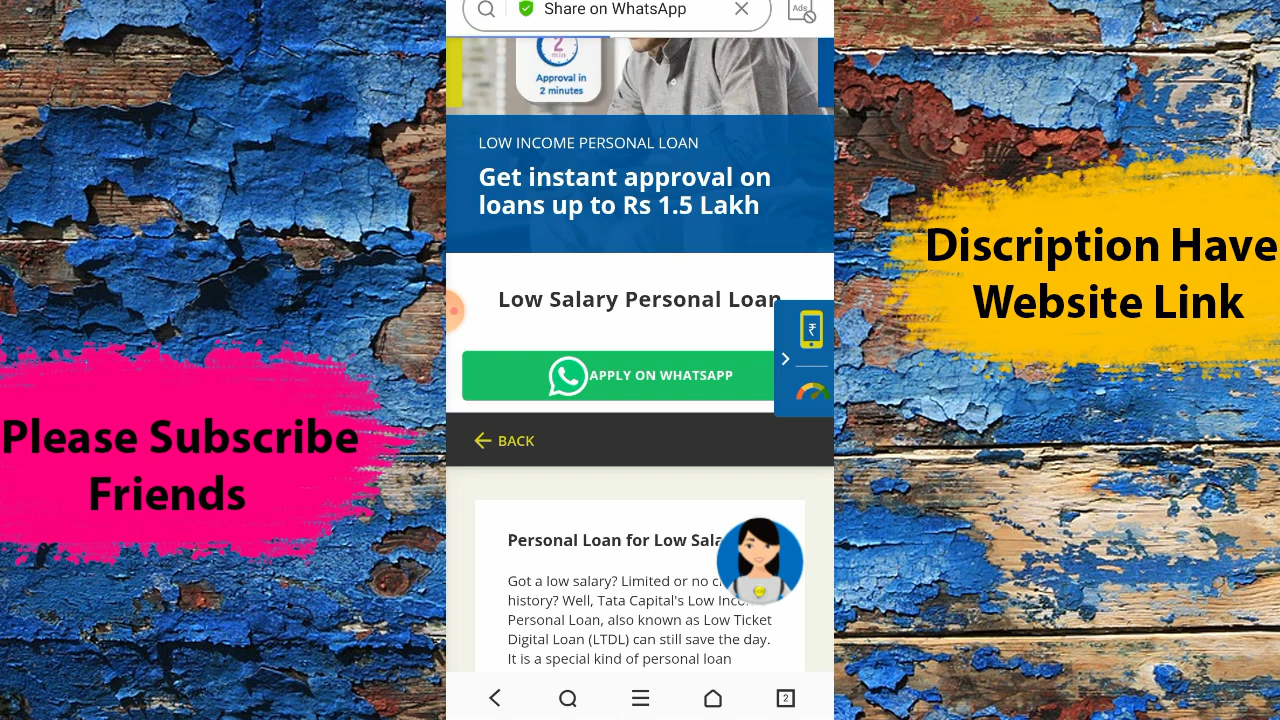 Share on WhatsApp
Ads
2
min
Approval in
2 minutes
LOW INCOME PERSONAL LOAN
Get instant approval on
loans up to Rs 1.5 Lakh
Low Salary Personal Loan
₹
APPLY ON WHATSAPP
BACK
Personal Loan for Low Sala
Got a low salary? Limited or no c
history? Well, Tata Capital's Low Inco
Personal Loan, also known as Low Ticket
Digital Loan (LTDL) can still save the day.
It is a special kind of personal loan
2
Please Subscribe
Friends
Discription Have
Website Link